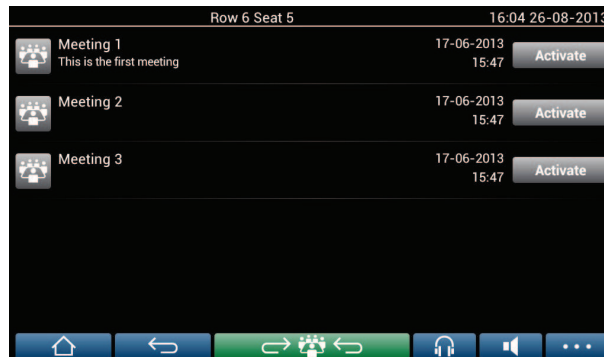 Row 6 Seat 5 16:04 26-08-2013
Meeting 1 17-06-2013
This is the first meeting 15:47 Activate
Meeting 2 17-06-2013
15:47 Activate
Meeting 3 17-06-2013
15:47 Activate